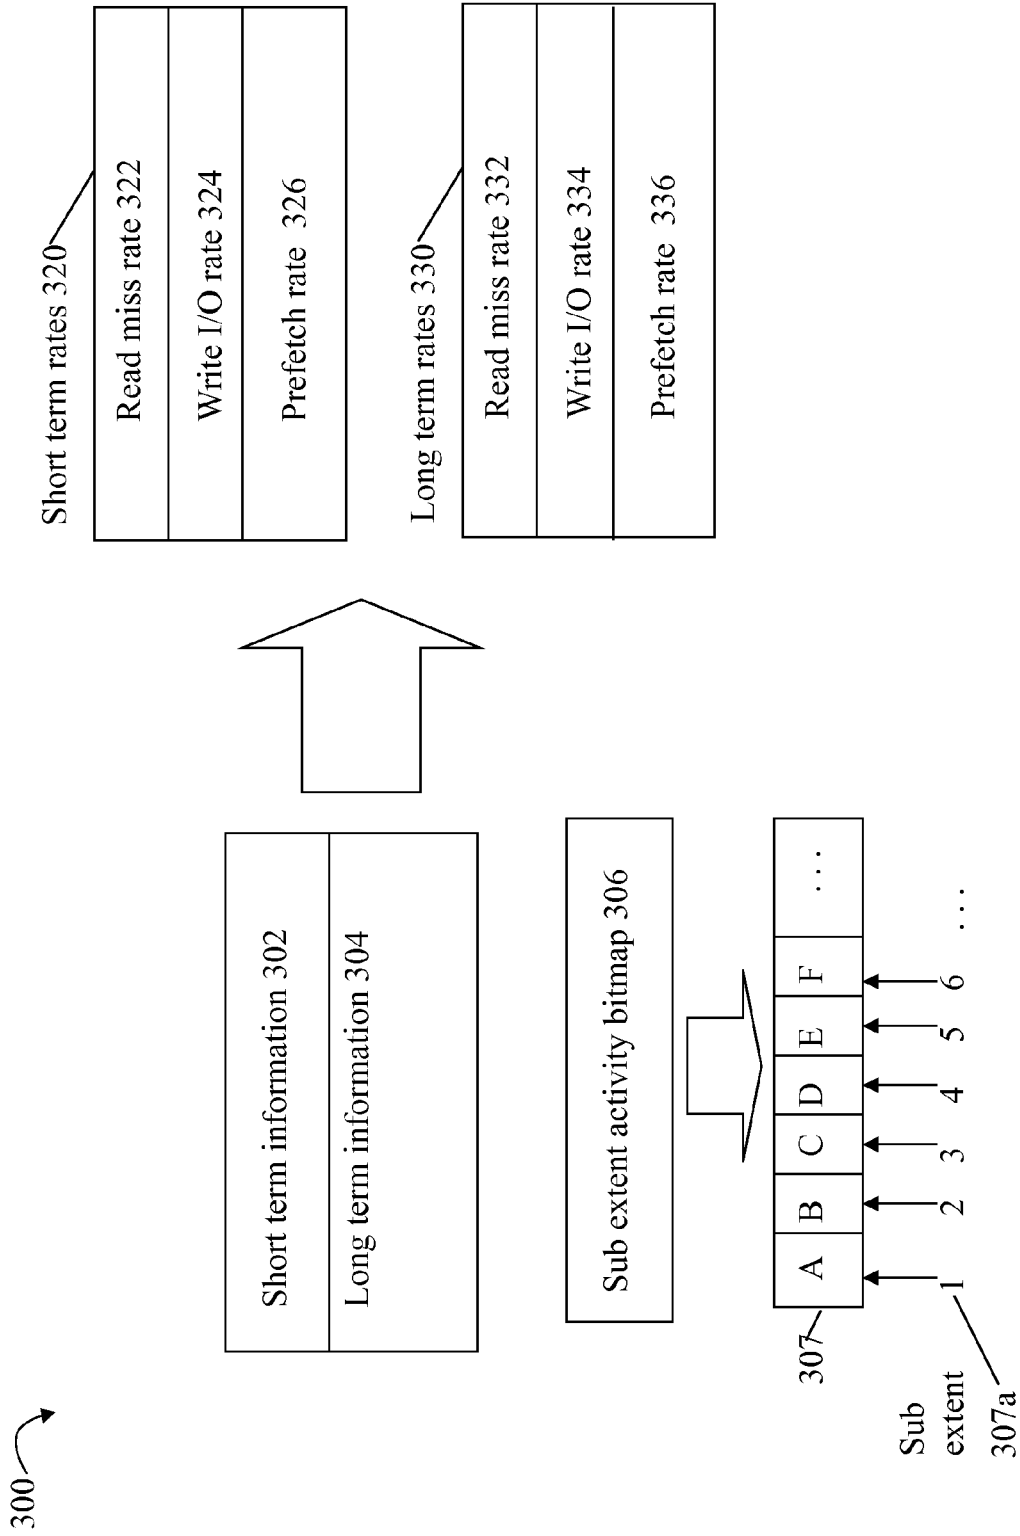 300
Short term information 302
Long term information 304
Short term rates 320
Read miss rate 322
Write I/O rate 324
Prefetch rate 326
Long term rates 330
Read miss rate 332
Write I/O rate 334
Prefetch rate 336
Sub extent activity bitmap 306
307
A B C D E F ...
Sub
extent
1 2 3 4 5 6 ...
307a